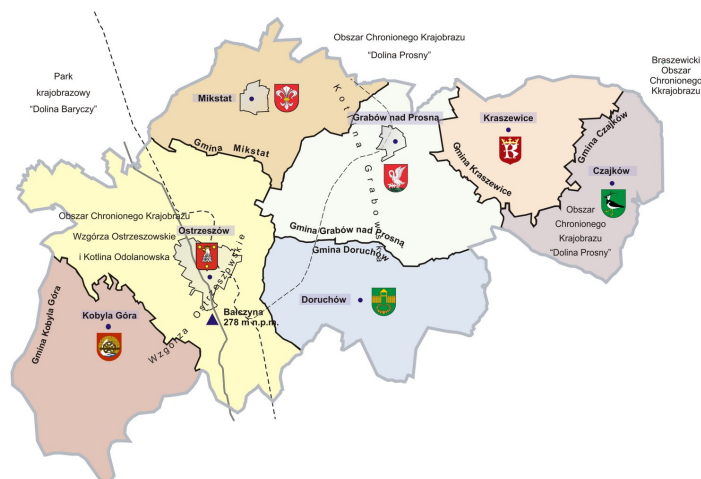 Obszar Chronionego Krajobrazu
"Dolina Prosny"
Braszewicki
Obszar
Chronionego
Kkrajobrazu
Park
krajobrazowy
"Dolina Baryczy"
Mikstat
Gmina Mikstat
Kotlina Grabowska
Grabów nad Prosną
Kraszewice
Gmina Kraszewice
Gmina Czajków
Czajków
Obszar
Chronionego
Krajobrazu
"Dolina Prosny"
Obszar Chronionego Krajobrazu
Wzgórza Ostrzeszowskie
i Kotlina Odolanowska
Ostrzeszów
Wzgórza Ostrzeszowskie
Gmina Grabów nad Prosną
Gmina Doruchów
Doruchów
Bałczyna
278 m n.p.m.
Kobyla Góra
Gmina Kobyla Góra